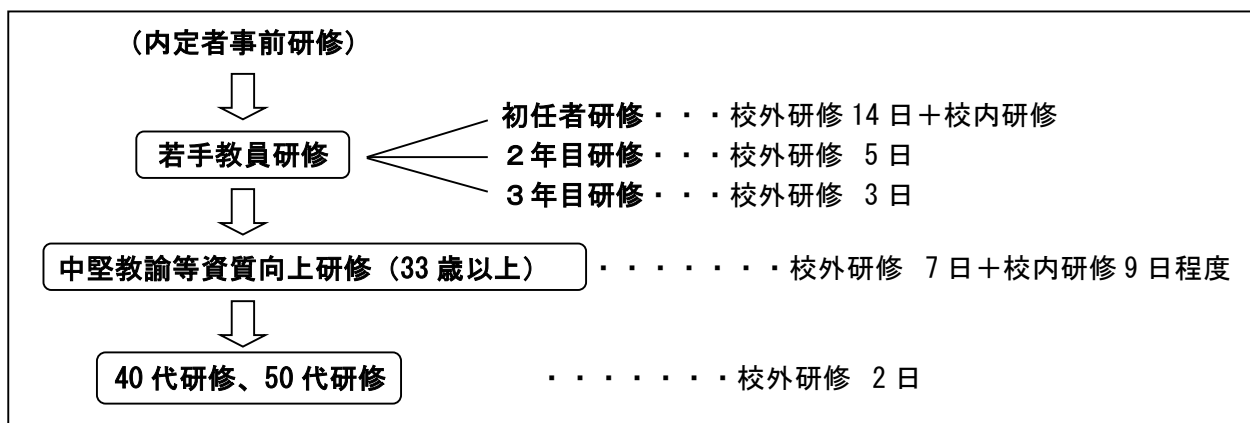 （内定者事前研修）
初任者研修・・・校外研修 14 日＋校内研修
若手教員研修
２年目研修・・・校外研修 5 日
３年目研修・・・校外研修 3 日
中堅教諭等資質向上研修（33 歳以上） ・・・・・・・校外研修 7 日＋校内研修 9 日程度
40 代研修、50 代研修 ・・・・・・・校外研修 2 日